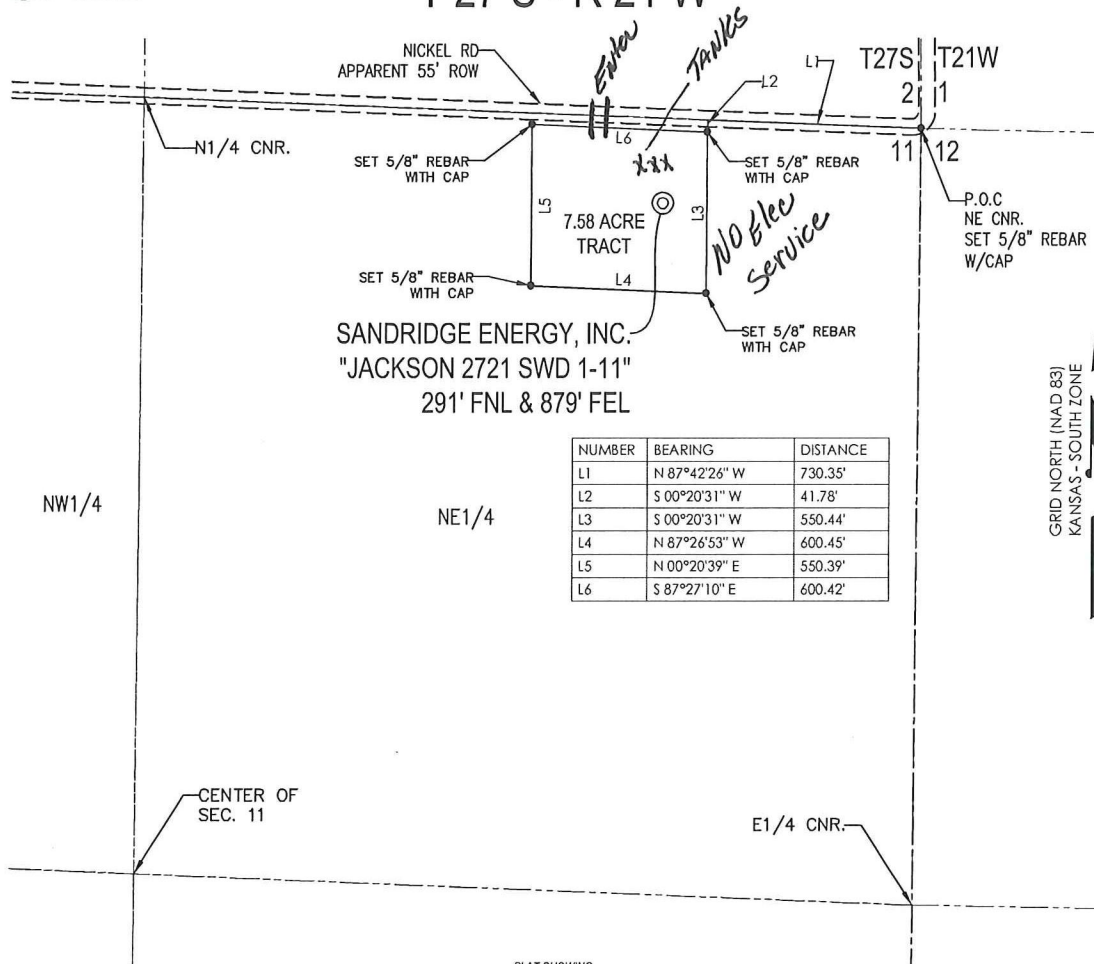 T 27 S - R 21 W
NICKEL RD
APPARENT 55' ROW
Enter
TANKS
L1
L2
T27S T21W
2 1
11 12
N1/4 CNR.
SET 5/8" REBAR
WITH CAP
L6
xxx
SET 5/8" REBAR
WITH CAP
P.O.C
NE CNR.
SET 5/8" REBAR
W/CAP
L5
7.58 ACRE
TRACT
L3
NO Elec
Service
SET 5/8" REBAR
WITH CAP
L4
SET 5/8" REBAR
WITH CAP
SANDRIDGE ENERGY, INC.
"JACKSON 2721 SWD 1-11"
291' FNL & 879' FEL
GRID NORTH (NAD 83)
KANSAS - SOUTH ZONE
NUMBER BEARING DISTANCE
L1 N 87°42'26" W 730.35'
L2 S 00°20'31" W 41.78'
L3 S 00°20'31" W 550.44'
L4 N 87°26'53" W 600.45'
L5 N 00°20'39" E 550.39'
L6 S 87°27'10" E 600.42'
NW1/4
NE1/4
CENTER OF
SEC. 11
E1/4 CNR.
PLAT SHOWING